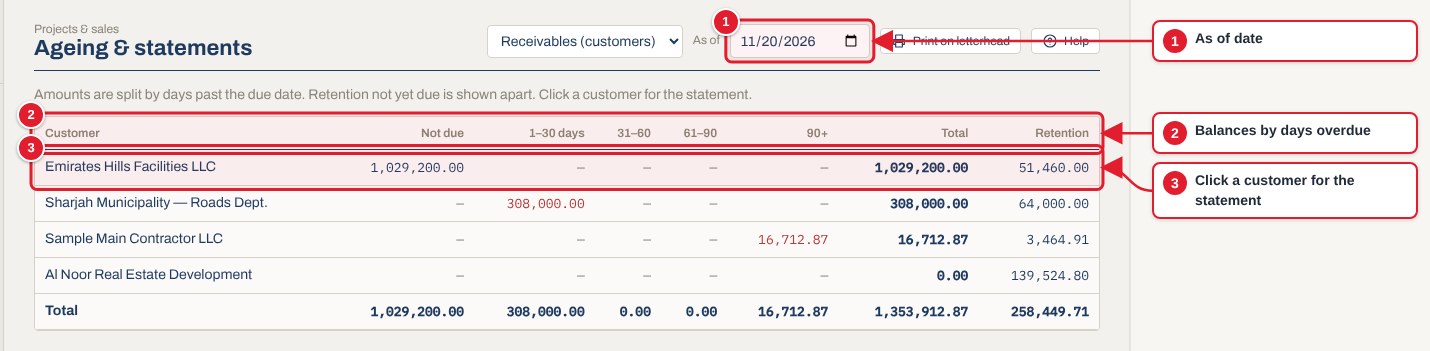 Projects & sales
Ageing & statements
Receivables (customers)
As of
11/20/2026
Print on letterhead
Help
1
1 As of date
Amounts are split by days past the due date. Retention not yet due is shown apart. Click a customer for the statement.
2
Customer Not due 1–30 days 31–60 61–90 90+ Total Retention
2 Balances by days overdue
3
Emirates Hills Facilities LLC 1,029,200.00 — — — — 1,029,200.00 51,460.00
3 Click a customer for the
statement
Sharjah Municipality — Roads Dept. — 308,000.00 — — — 308,000.00 64,000.00
Sample Main Contractor LLC — — — — 16,712.87 16,712.87 3,464.91
Al Noor Real Estate Development — — — — — 0.00 139,524.80
Total 1,029,200.00 308,000.00 0.00 0.00 16,712.87 1,353,912.87 258,449.71